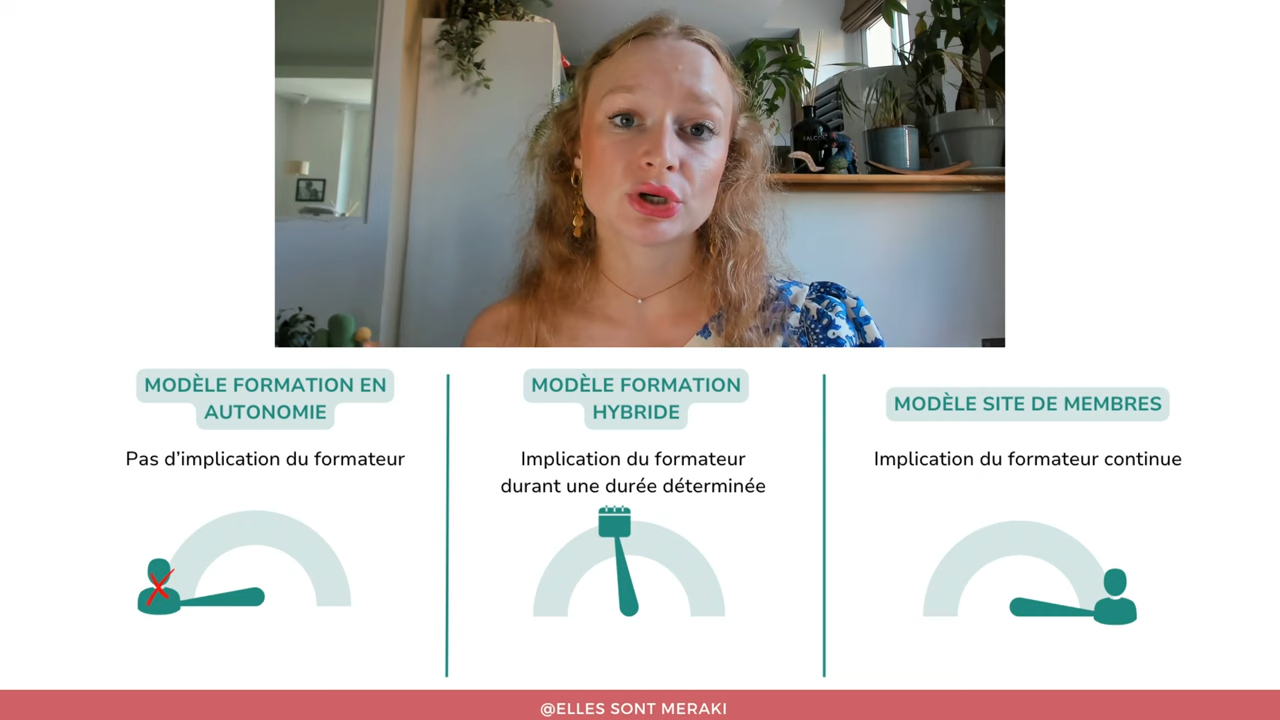 MODÈLE FORMATION EN
AUTONOMIE
Pas d’implication du formateur
MODÈLE FORMATION
HYBRIDE
Implication du formateur
durant une durée déterminée
MODÈLE SITE DE MEMBRES
Implication du formateur continue
@ELLES SONT MERAKI